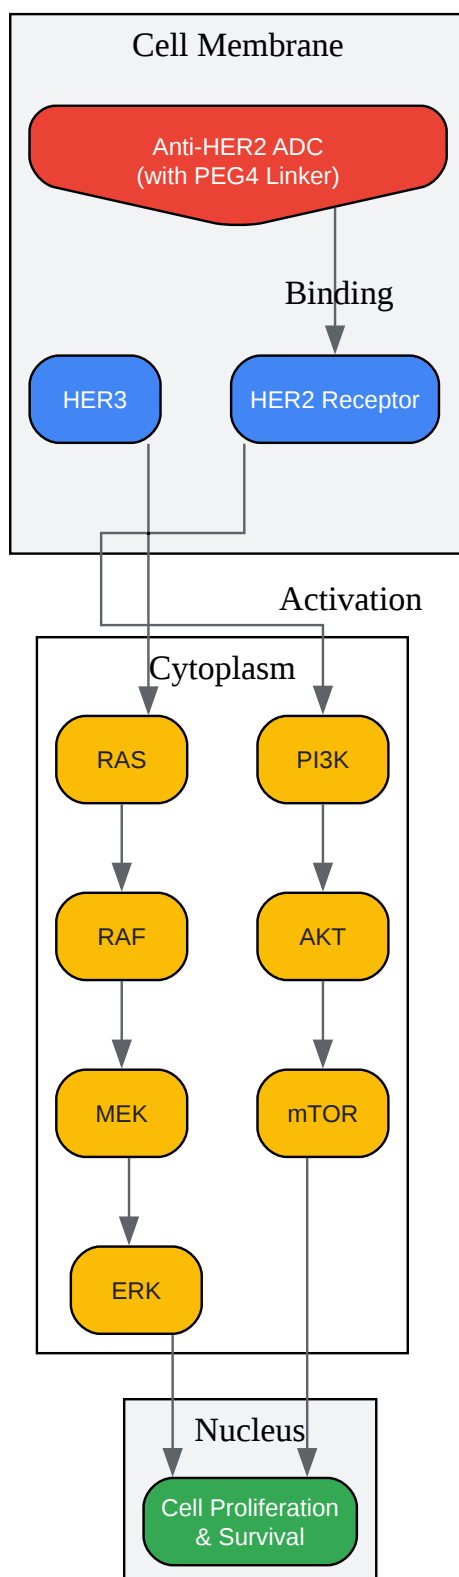 Cell Membrane
Anti-HER2 ADC
(with PEG4 Linker)
Binding
HER3
HER2 Receptor
Activation
Cytoplasm
RAS
PI3K
RAF
AKT
MEK
mTOR
ERK
Nucleus
Cell Proliferation
& Survival